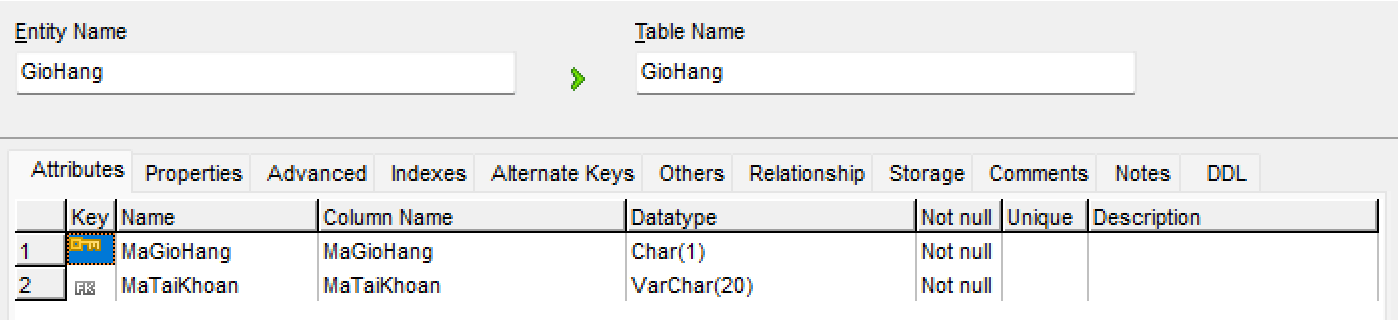 Entity Name Table Name
GioHang GioHang
Attributes Properties Advanced Indexes Alternate Keys Others Relationship Storage Comments Notes DDL
Key Name Column Name Datatype Not null Unique Description
1 MaGioHang MaGioHang Char(1) Not null
2 FK MaTaiKhoan MaTaiKhoan VarChar(20) Not null